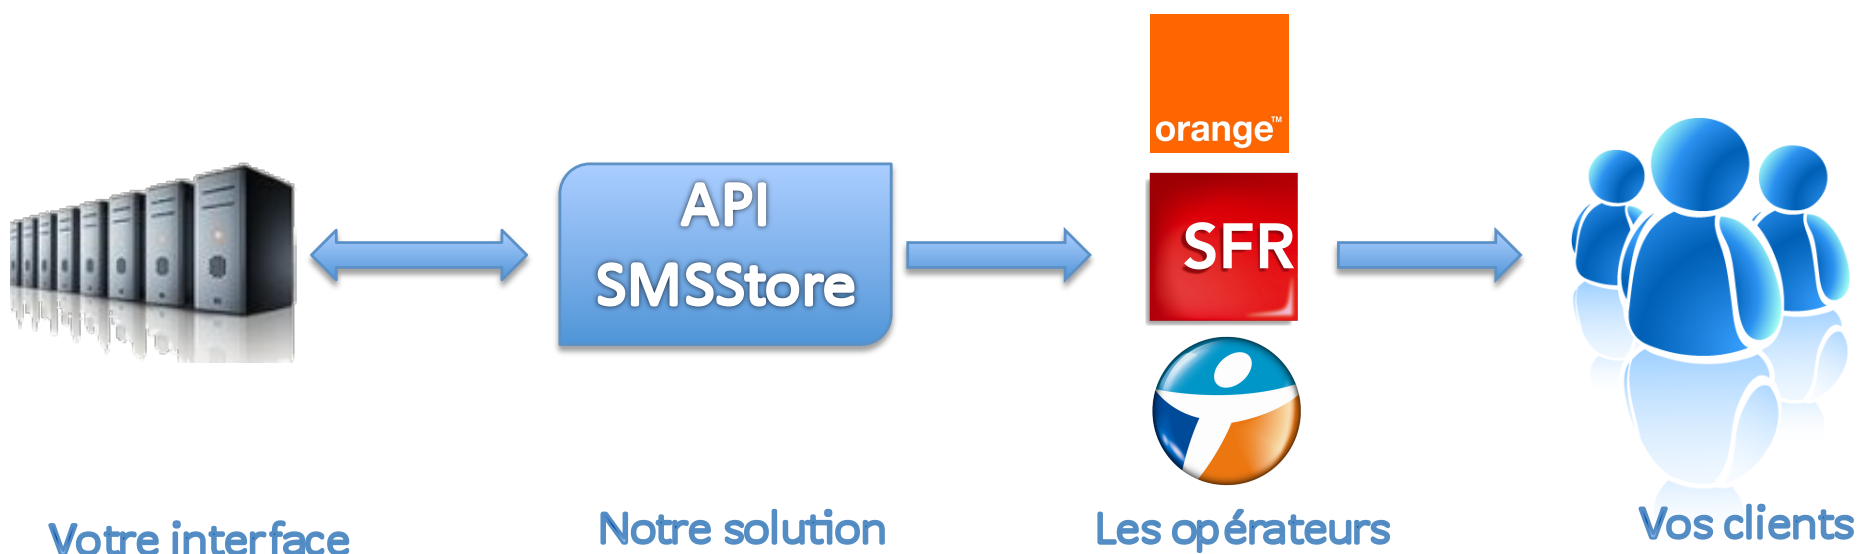 orange™
API
SMSStore
SFR
Votre interface
Notre solution
Les opérateurs
Vos clients